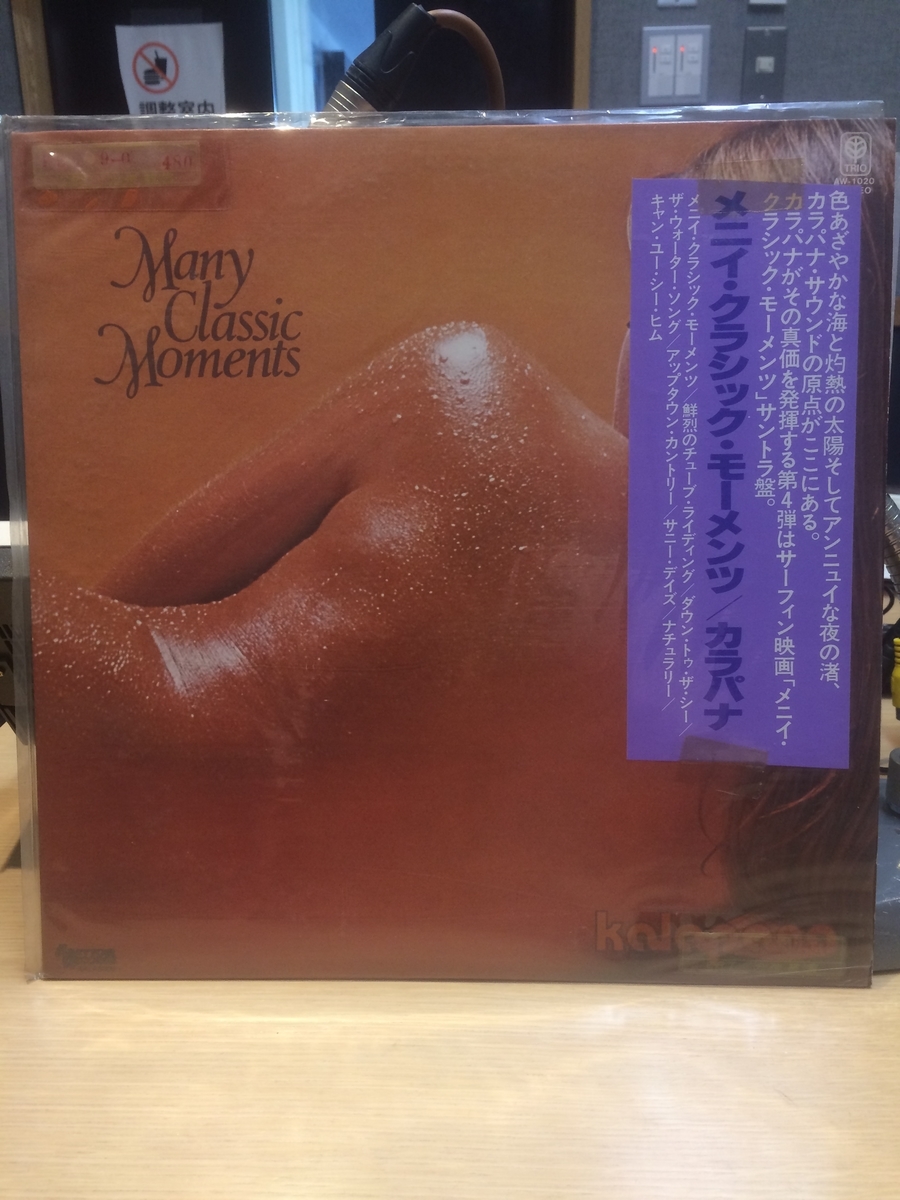 調整室内
9-0 480
Many
Classic
Moments
TRIO
AW-1020
色あざやかな海と灼熱の太陽そしてアンニュイな夜の渚、
カラパナ・サウンドの原点がここにある。
カラパナがその真価を発揮する第4弾はサーフィン映画「メニイ・
クラシック・モーメンツ」サントラ盤。
メニイ・クラシック・モーメンツ/カラパナ
メニイ・クラシック・モーメンツ/鮮烈のチューブ・ライディング/ダウン・トゥ・ザ・シー/
ザ・ウォーター・ソング/アップタウン・カントリー/サニー・デイズ/ナチュラリー/
キャン・ユー・シー・ヒム
kalapana